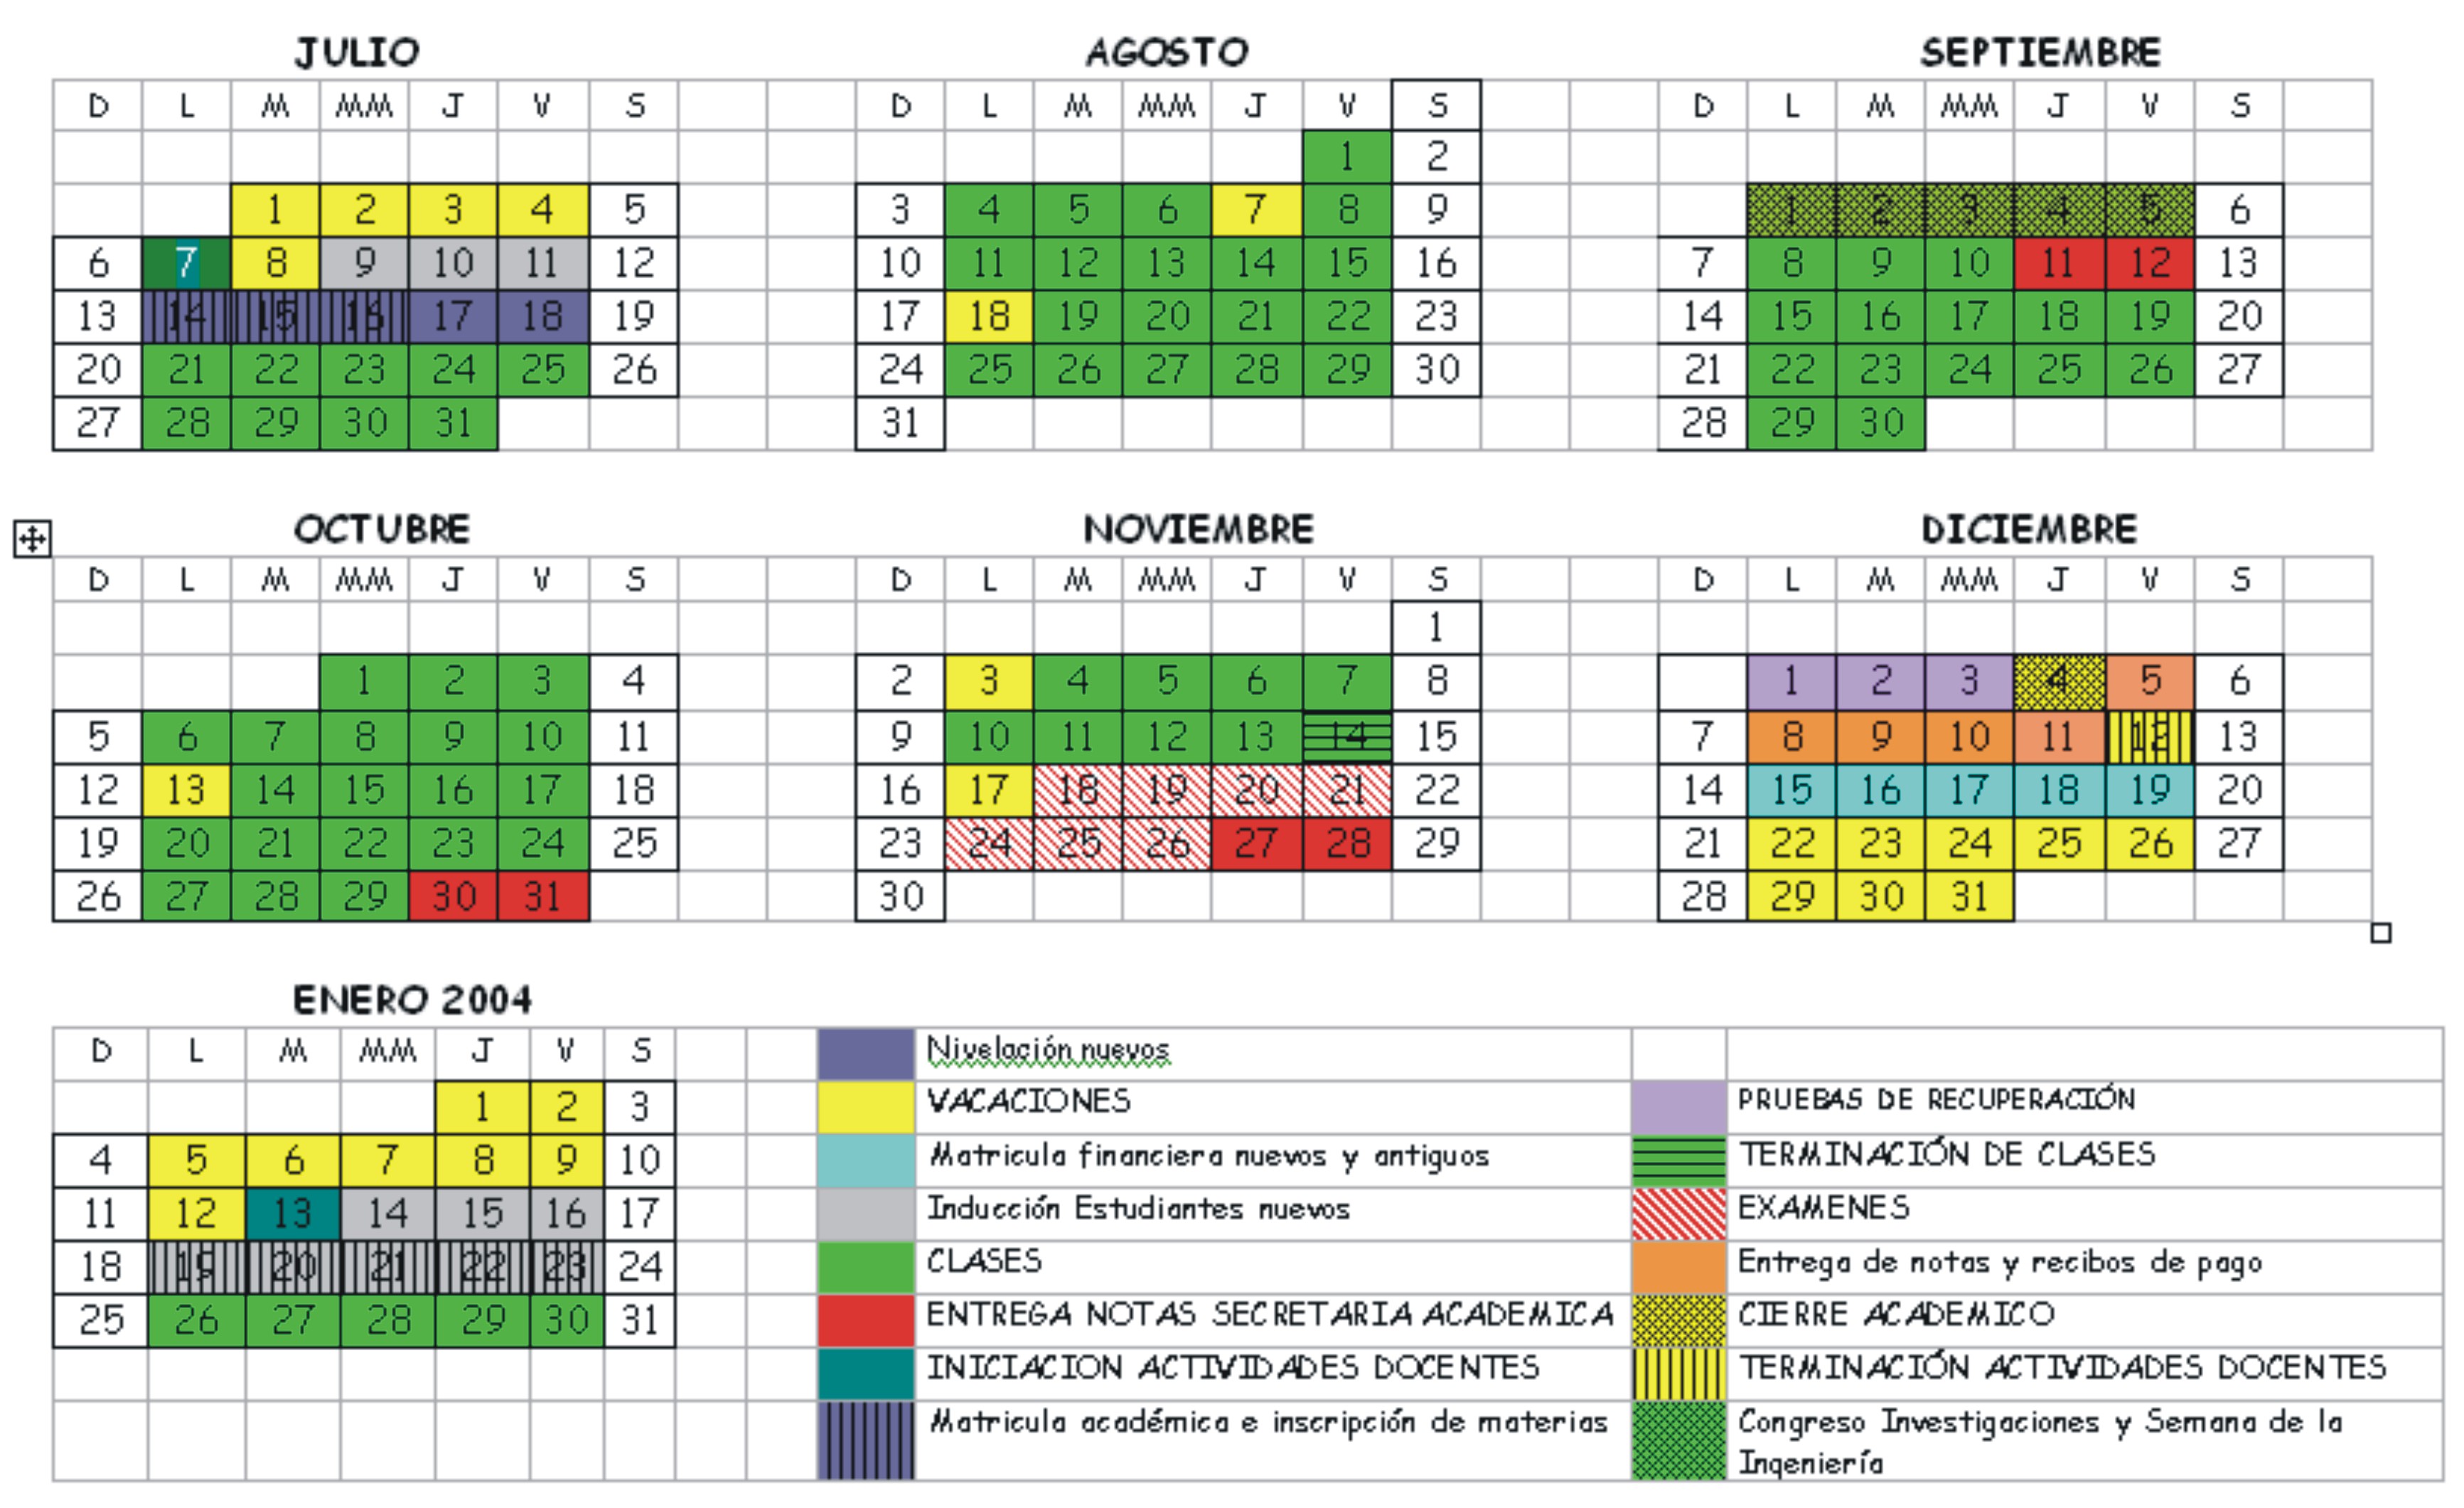 JULIO AGOSTO SEPTIEMBRE
D L M MM J V S D L M MM J V S D L M MM J V S
1 2
1 2 3 4 5 3 4 5 6 7 8 9 1 2 3 4 5 6
6 7 8 9 10 11 12 10 11 12 13 14 15 16 7 8 9 10 11 12 13
13 14 15 16 17 18 19 17 18 19 20 21 22 23 14 15 16 17 18 19 20
20 21 22 23 24 25 26 24 25 26 27 28 29 30 21 22 23 24 25 26 27
27 28 29 30 31 31 28 29 30
OCTUBRE NOVIEMBRE DICIEMBRE
D L M MM J V S D L M MM J V S D L M MM J V S
1
1 2 3 4 2 3 4 5 6 7 8 1 2 3 4 5 6
5 6 7 8 9 10 11 9 10 11 12 13 14 15 7 8 9 10 11 12 13
12 13 14 15 16 17 18 16 17 18 19 20 21 22 14 15 16 17 18 19 20
19 20 21 22 23 24 25 23 24 25 26 27 28 29 21 22 23 24 25 26 27
26 27 28 29 30 31 30 28 29 30 31
ENERO 2004
D L M MM J V S
1 2 3
4 5 6 7 8 9 10
11 12 13 14 15 16 17
18 19 20 21 22 23 24
25 26 27 28 29 30 31
Nivelación nuevos
VACACIONES
Matricula financiera nuevos y antiguos
Inducción Estudiantes nuevos
CLASES
ENTREGA NOTAS SECRETARIA ACADEMICA
INICIACION ACTIVIDADES DOCENTES
Matricula académica e inscripción de materias
PRUEBAS DE RECUPERACIÓN
TERMINACIÓN DE CLASES
EXAMENES
Entrega de notas y recibos de pago
CIERRE ACADEMICO
TERMINACIÓN ACTIVIDADES DOCENTES
Congreso Investigaciones y Semana de la
Ingeniería